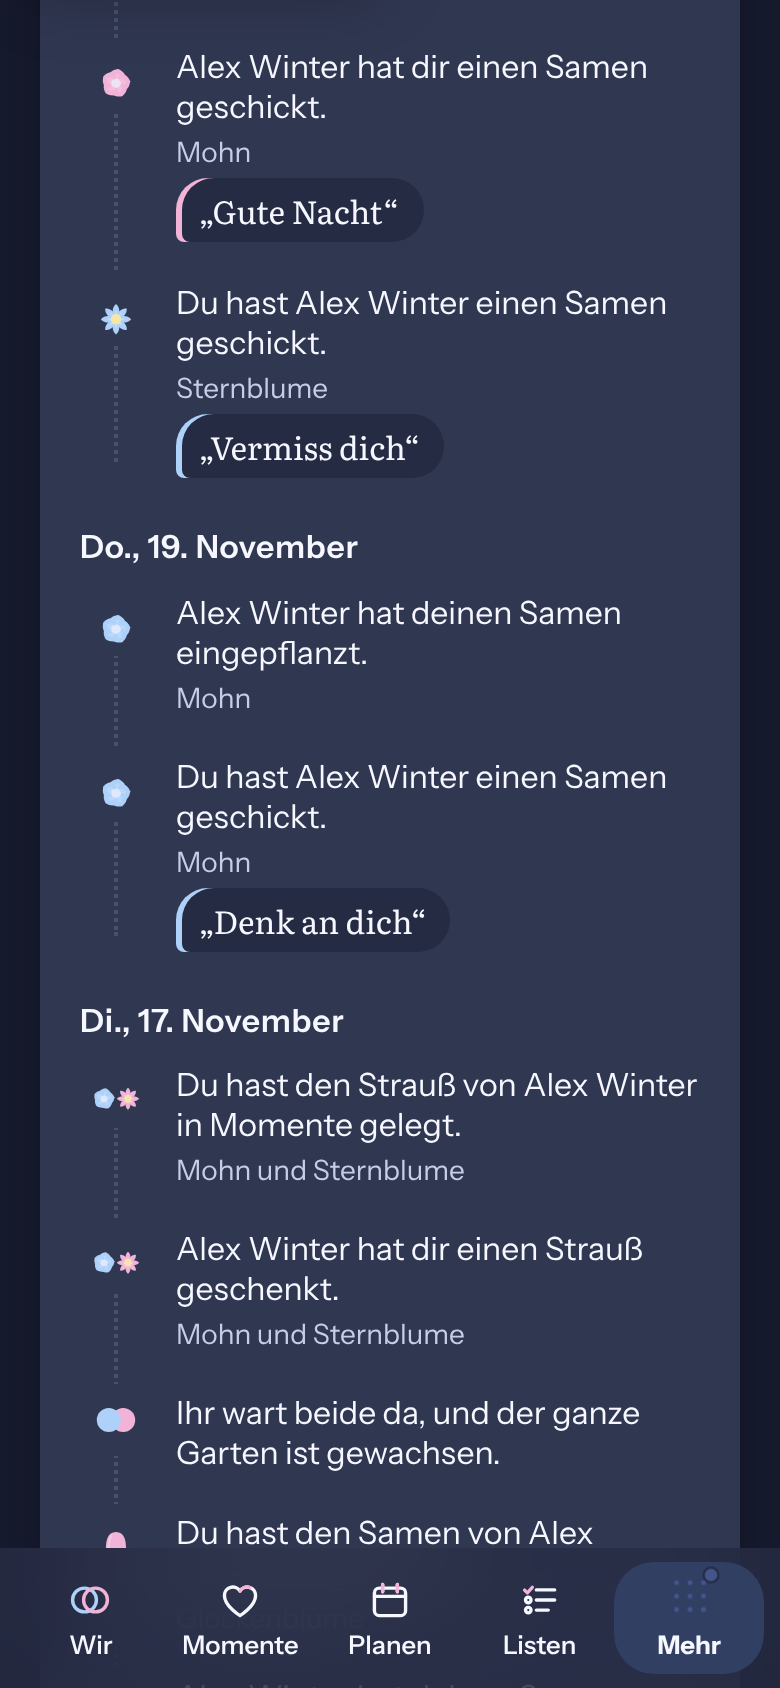 Alex Winter hat dir einen Samen
geschickt.
Mohn
„Gute Nacht“
Du hast Alex Winter einen Samen
geschickt.
Sternblume
„Vermiss dich“
Do., 19. November
Alex Winter hat deinen Samen
eingepflanzt.
Mohn
Du hast Alex Winter einen Samen
geschickt.
Mohn
„Denk an dich“
Di., 17. November
Du hast den Strauß von Alex Winter
in Momente gelegt.
Mohn und Sternblume
Alex Winter hat dir einen Strauß
geschenkt.
Mohn und Sternblume
Ihr wart beide da, und der ganze
Garten ist gewachsen.
Du hast den Samen von Alex
Glockenblume
Wir
Momente
Planen
Listen
Mehr